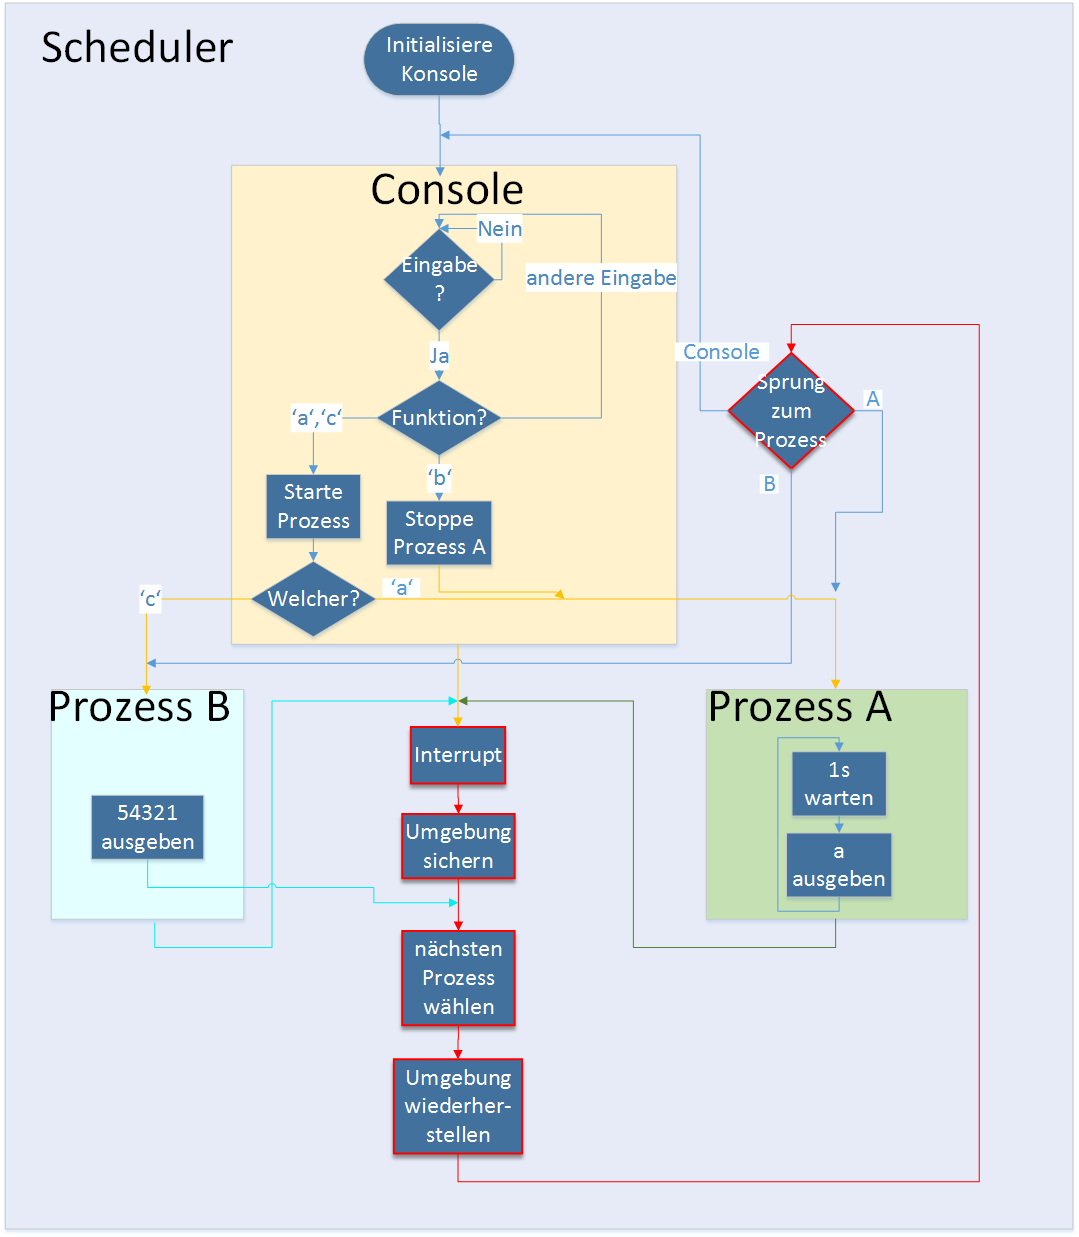 Scheduler
Initialisiere
Konsole
Console
Nein
Eingabe
?
andere Eingabe
Ja
Console
Sprung
zum
Prozess
A
B
Funktion?
‘a‘,‘c‘
‘b‘
Starte
Prozess
Stoppe
Prozess A
Welcher?
‘a‘
‘c‘
Prozess B
54321
ausgeben
Interrupt
Umgebung
sichern
nächsten
Prozess
wählen
Umgebung
wiederher-
stellen
Prozess A
1s
warten
a
ausgeben